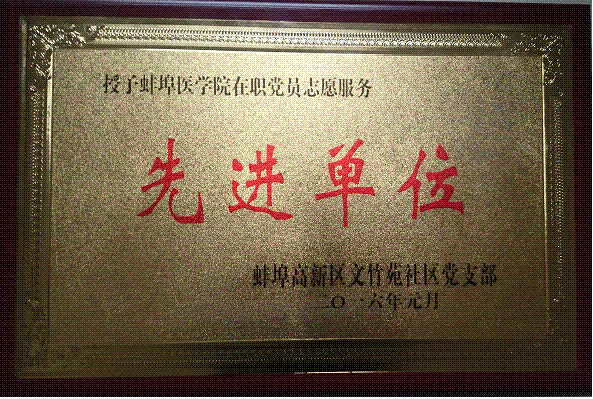 授予蚌埠医学院在职党员志愿服务
先进单位
蚌埠高新区文竹苑社区党支部
二〇一六年元月